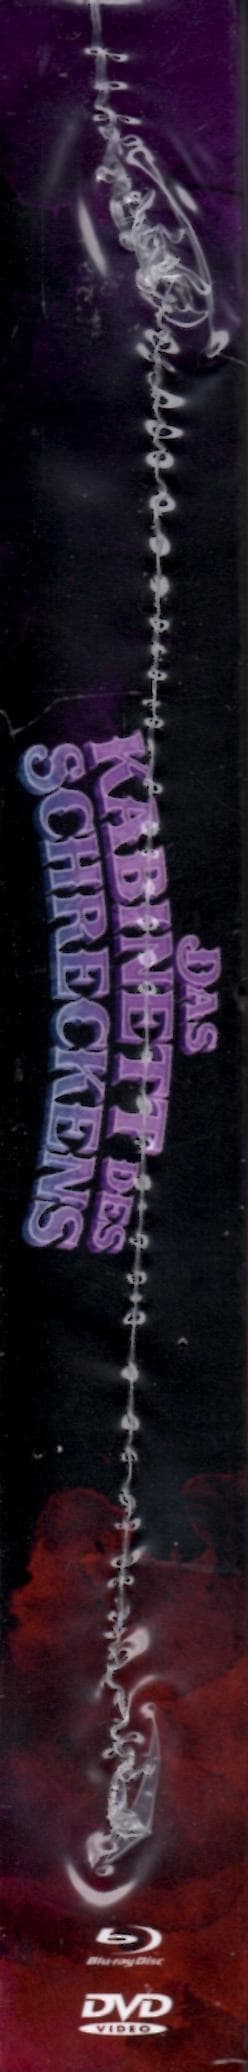 DAS
KABINETT DES
SCHRECKENS
Blu-ray Disc
DVD
VIDEO